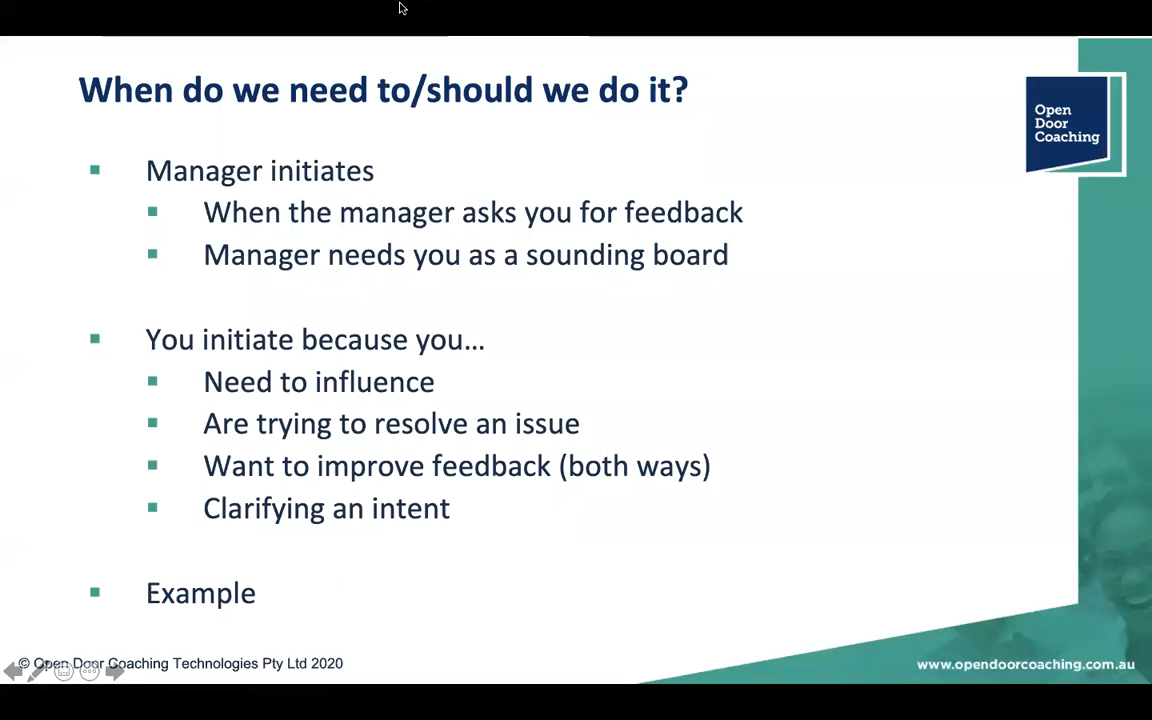 When do we need to/should we do it?
Open
Door
Coaching
Manager initiates
When the manager asks you for feedback
Manager needs you as a sounding board
You initiate because you…
Need to influence
Are trying to resolve an issue
Want to improve feedback (both ways)
Clarifying an intent
Example
© Open Door Coaching Technologies Pty Ltd 2020
www.opendoorcoaching.com.au